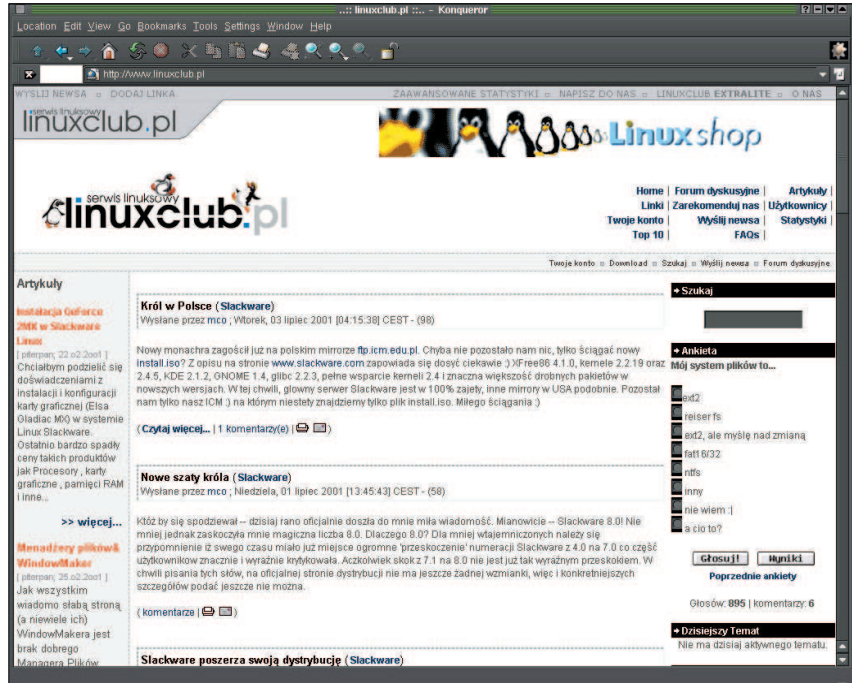 ..:: linuxclub.pl ::.. – Konqueror
Location Edit View Go Bookmarks Tools Settings Window Help
http://www.linuxclub.pl
WYSLIJ NEWSA DODAJ LINKA
ZAAWANSOWANE STATYSTYKI NAPISZ DO NAS LINUXCLUB EXTRALITE O NAS
serwis linuksowy
linuxclub.pl
Linux shop
serwis linuksowy
linuxclub.pl
Home | Forum dyskusyjne | Artykuły |
Linki | Zarekomenduj nas | Użytkownicy
Twoje konto | Wyślij newsa | Statystyki |
Top 10 | FAQs |
Twoje konto Download Szukaj Wyślij newsa Forum dyskusyjne
Artykuły
Instalacja GeForce
2MX w Slackware
Linux
[ pterpan; 22 o2 2oo1 ]
Chciałbym podzielić się
doświadczeniami z
instalacji i konfiguracji
karty graficznej (Elsa
Gladiac MX) w systemie
Linux Slackware.
Ostatnio bardzo spadły
ceny takich produktów
jak Procesory , karty
graficzne , pamięci RAM
i inne...
>> więcej...
Menadżery plików&
WindowMaker
[ pterpan; 25 o2 2oo1 ]
Jak wszystkim
wiadomo słabą stroną
(a niewiele ich)
WindowMakera jest
brak dobrego
Managera Plików
Król w Polsce (Slackware)
Wysłane przez mco ; Wtorek, 03 lipiec 2001 [04:15:38] CEST - (98)
Nowy monachra zagościł już na polskim mirrorze ftp.icm.edu.pl. Chyba nie pozostało nam nic, tylko ściągać nowy
install.iso? Z opisu na stronie www.slackware.com zapowiada się dosyć ciekawie :) XFree86 4.1.0, kernele 2.2.19 oraz
2.4.5, KDE 2.1.2, GNOME 1.4, glibc 2.2.3, pełne wsparcie kerneli 2.4 i znaczna większość drobnych pakietów w
nowszych wersjach. W tej chwili, glowny serwer Slackware jest w 100% zajety, inne mirrory w USA podobnie. Pozostał
nam tylko nasz ICM :) na którym niestety znajdziemy tylko plik install.iso. Miłego ściągania :)
( Czytaj więcej... | 1 komentarzy(e) | )
Nowe szaty króla (Slackware)
Wysłane przez mco ; Niedziela, 01 lipiec 2001 [13:45:43] CEST - (58)
Któż by się spodziewał -- dzisiaj rano oficjalnie doszła do mnie miła wiadomość. Mianowicie -- Slackware 8.0! Nie
mniej jednak zaskoczyła mnie magiczna liczba 8.0. Dlaczego 8.0? Dla mniej wtajemniczonych należy się
przypomnienie iż swego czasu miało już miejsce ogromne 'przeskoczenie' numeracji Slackware z 4.0 na 7.0 co część
użytkownikow znacznie i wyraźnie krytykowała. Aczkolwiek skok z 7.1 na 8.0 nie jest już tak wyraźnym przeskokiem. W
chwili pisania tych słów, na oficjalnej stronie dystrybucji nie ma jeszcze żadnej wzmianki, więc i konkretniejszych
szczegółów podać jeszcze nie można.
( komentarze | )
Slackware poszerza swoją dystrybucję (Slackware)
Szukaj
Ankieta
Mój system plików to...
ext2
reiser fs
ext2, ale myślę nad zmianą
fat16/32
ntfs
inny
nie wiem :|
a cio to?
Głosuj! Wyniki
Poprzednie ankiety
Głosów: 895 | komentarzy: 6
Dzisiejszy Temat
Nie ma dzisiaj aktywnego tematu.